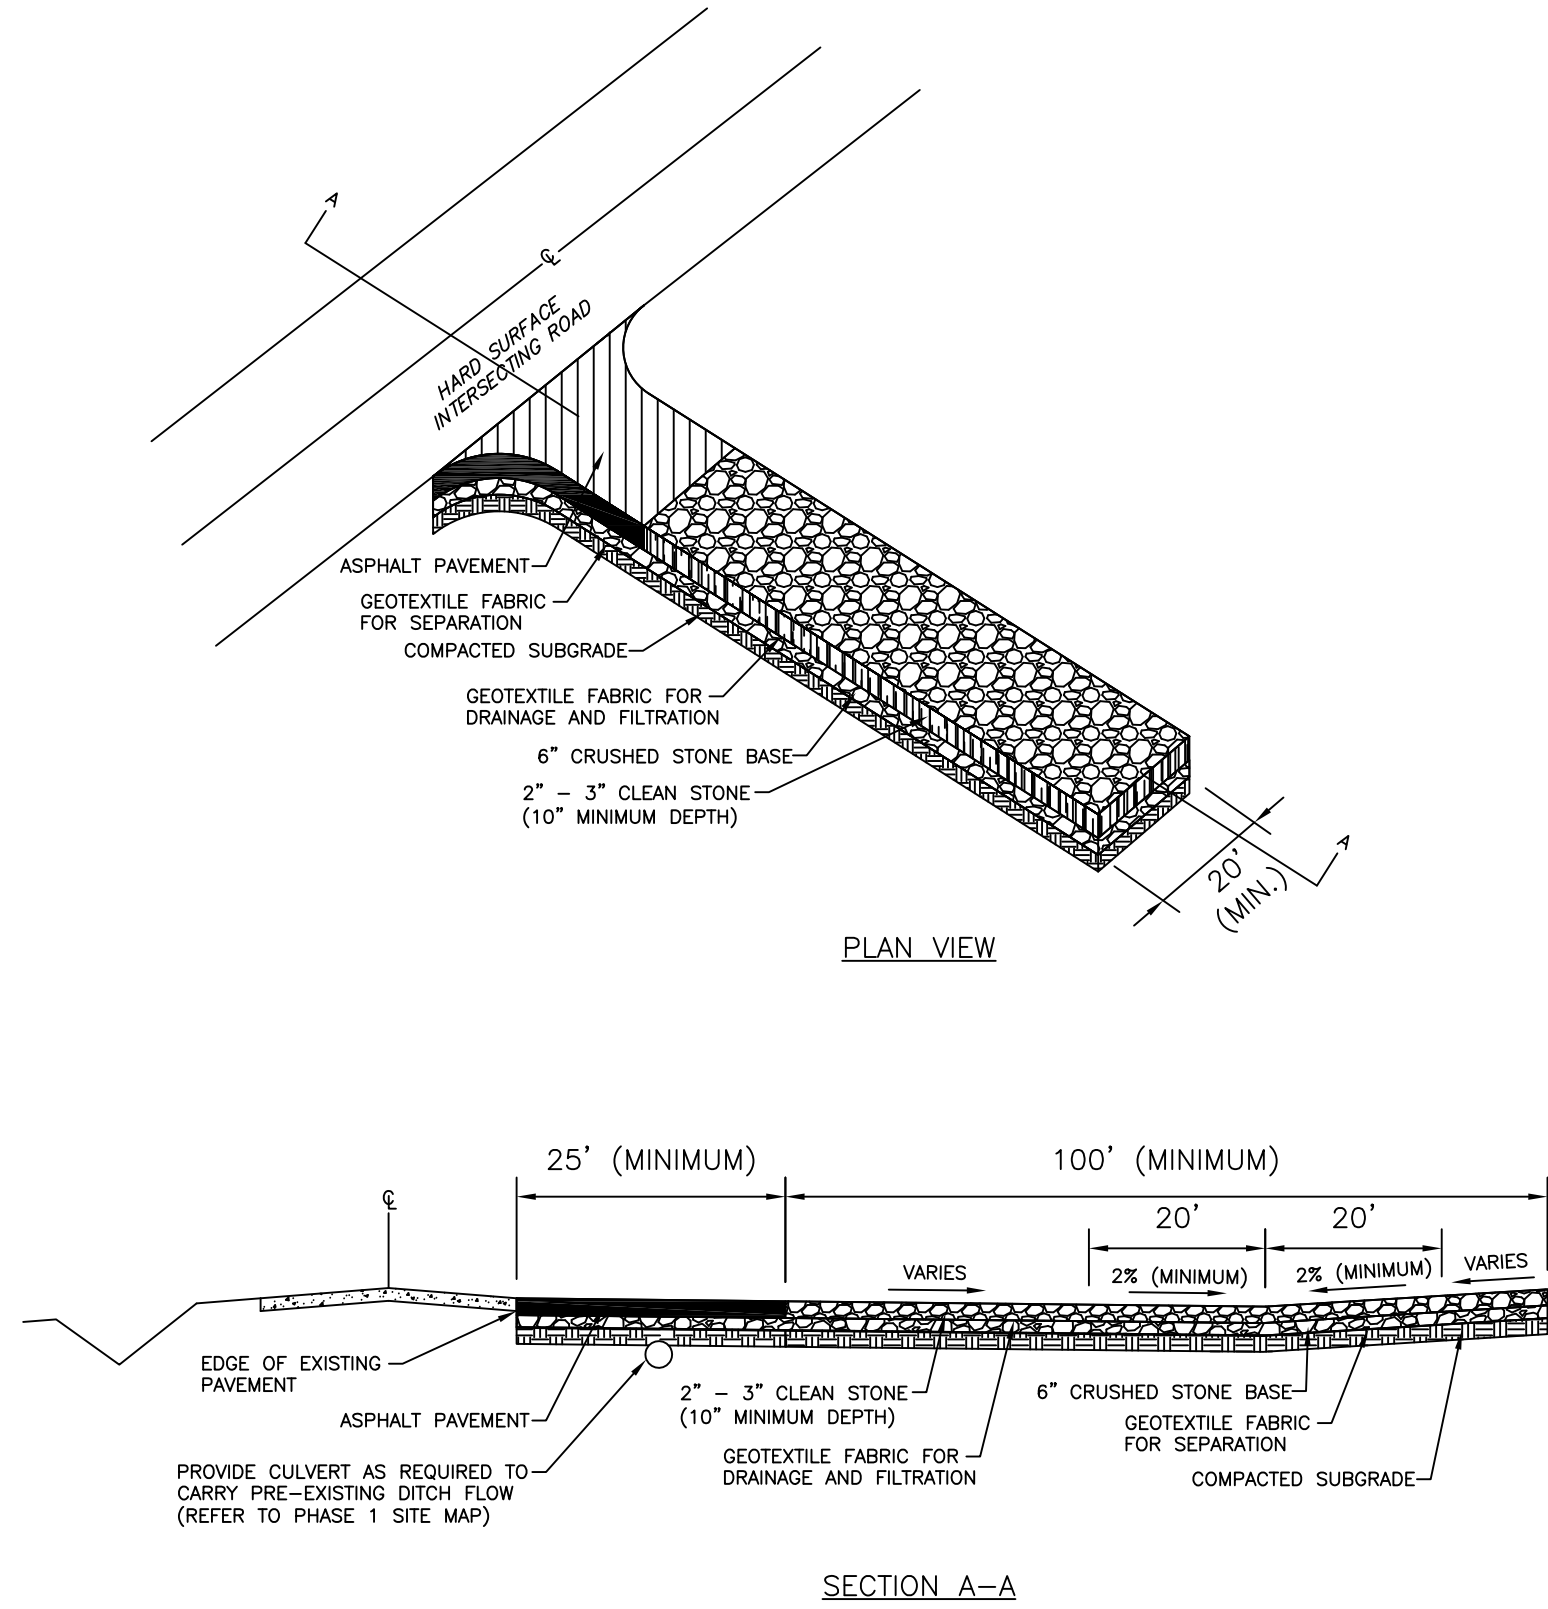 A
℄
HARD SURFACE
INTERSECTING ROAD
ASPHALT PAVEMENT
GEOTEXTILE FABRIC
FOR SEPARATION
COMPACTED SUBGRADE
GEOTEXTILE FABRIC FOR
DRAINAGE AND FILTRATION
6" CRUSHED STONE BASE
2" – 3" CLEAN STONE
(10" MINIMUM DEPTH)
A
20'
(MIN.)
PLAN VIEW
25' (MINIMUM)
100' (MINIMUM)
℄
20'
20'
VARIES
2% (MINIMUM)
2% (MINIMUM)
VARIES
EDGE OF EXISTING
PAVEMENT
ASPHALT PAVEMENT
PROVIDE CULVERT AS REQUIRED TO
CARRY PRE–EXISTING DITCH FLOW
(REFER TO PHASE 1 SITE MAP)
2" – 3" CLEAN STONE
(10" MINIMUM DEPTH)
GEOTEXTILE FABRIC FOR
DRAINAGE AND FILTRATION
6" CRUSHED STONE BASE
GEOTEXTILE FABRIC
FOR SEPARATION
COMPACTED SUBGRADE
SECTION A–A